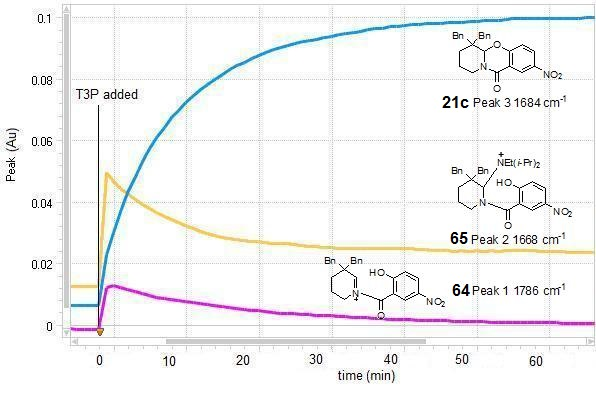 0.1
0.08
0.06
0.04
0.02
0
Peak (Au)
T3P added
Bn Bn
O
N
NO2
O
21c Peak 3 1684 cm-1
+
NEt(i-Pr)2
Bn Bn
HO
N
NO2
O
65 Peak 2 1668 cm-1
Bn Bn
HO
N
NO2
O
64 Peak 1 1786 cm-1
0 10 20 30 40 50 60
time (min)